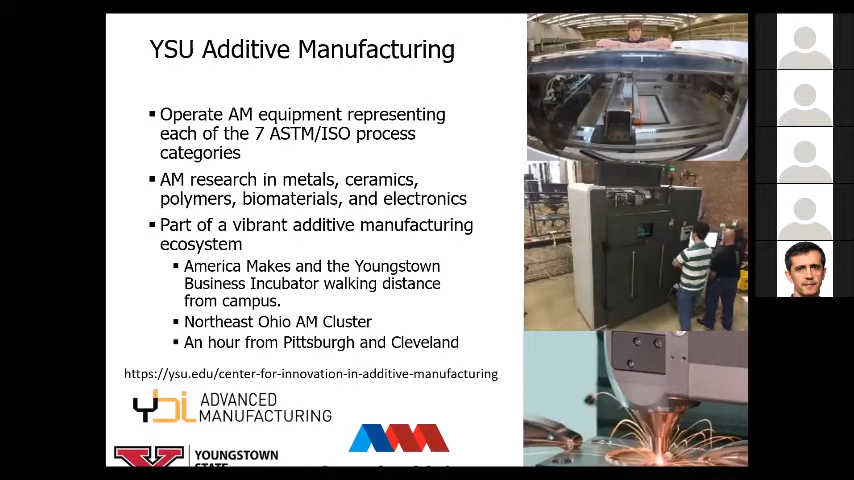 YSU Additive Manufacturing
▪ Operate AM equipment representing
each of the 7 ASTM/ISO process
categories
▪ AM research in metals, ceramics,
polymers, biomaterials, and electronics
▪ Part of a vibrant additive manufacturing
ecosystem
▪ America Makes and the Youngstown
Business Incubator walking distance
from campus.
▪ Northeast Ohio AM Cluster
▪ An hour from Pittsburgh and Cleveland
https://ysu.edu/center-for-innovation-in-additive-manufacturing
ybi ADVANCED
MANUFACTURING
AM
Y YOUNGSTOWN
STATE